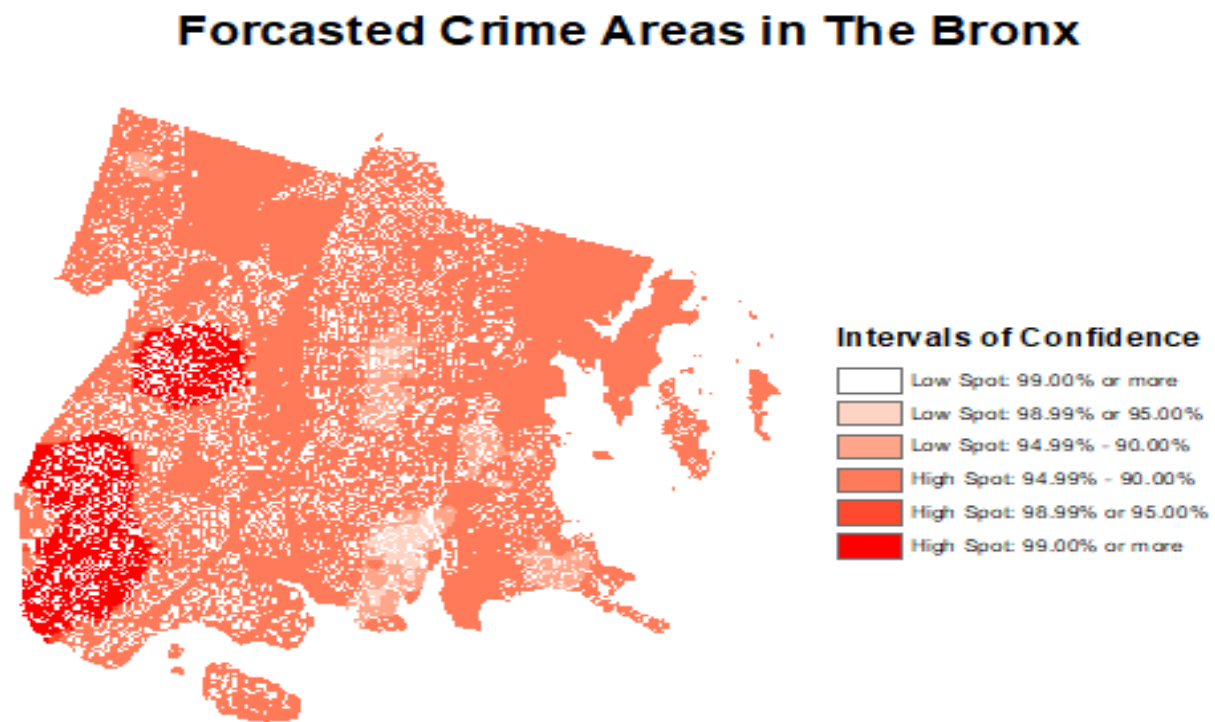 Forcasted Crime Areas in The Bronx
Intervals of Confidence
Low Spot: 99.00% or more
Low Spot: 98.99% or 95.00%
Low Spot: 94.99% - 90.00%
High Spot: 94.99% - 90.00%
High Spot: 98.99% or 95.00%
High Spot: 99.00% or more